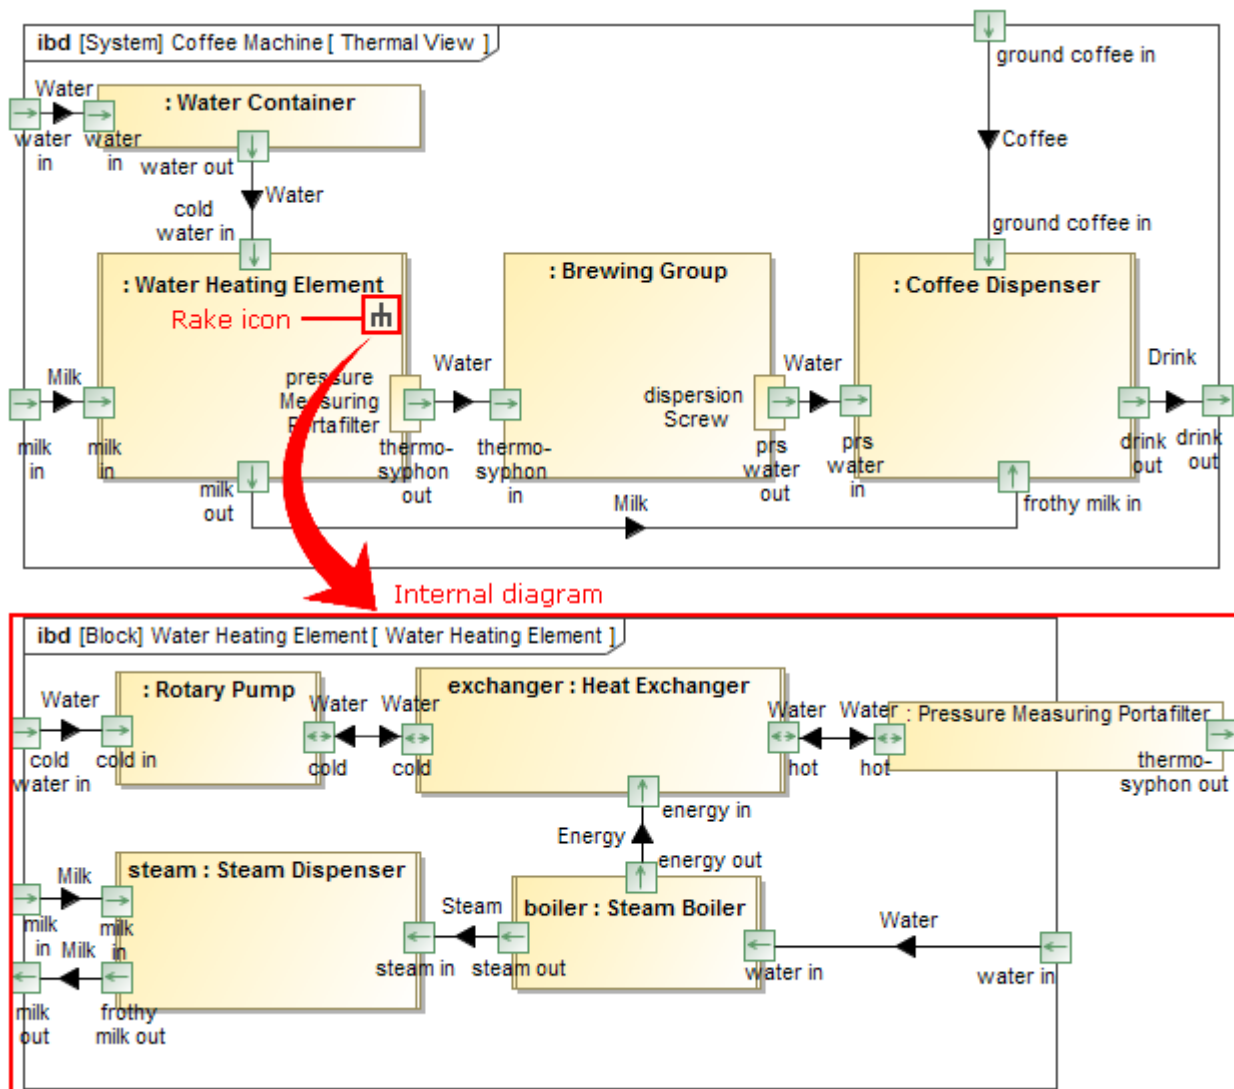 ibd [System] Coffee Machine [ Thermal View ]
ground coffee in
Water
: Water Container
water
in
water
in
water out
Coffee
Water
cold
water in
ground coffee in
: Water Heating Element
: Brewing Group
: Coffee Dispenser
Rake icon
Milk
pressure
Measuring
Portafilter
Water
dispersion
Screw
Water
Drink
milk
in
milk
in
thermo-
syphon
out
thermo-
syphon
in
prs
water
out
prs
water
in
drink
out
drink
out
milk
out
Milk
frothy milk in
Internal diagram
ibd [Block] Water Heating Element [ Water Heating Element ]
Water
: Rotary Pump
Water
Water
exchanger : Heat Exchanger
Water
Water
: Pressure Measuring Portafilter
cold
water in
cold in
cold
cold
hot
hot
thermo-
syphon out
energy in
Energy
energy out
Milk
steam : Steam Dispenser
Steam
boiler : Steam Boiler
Water
milk
in
milk
in
Milk
steam in
steam out
water in
water in
milk
out
frothy
milk out